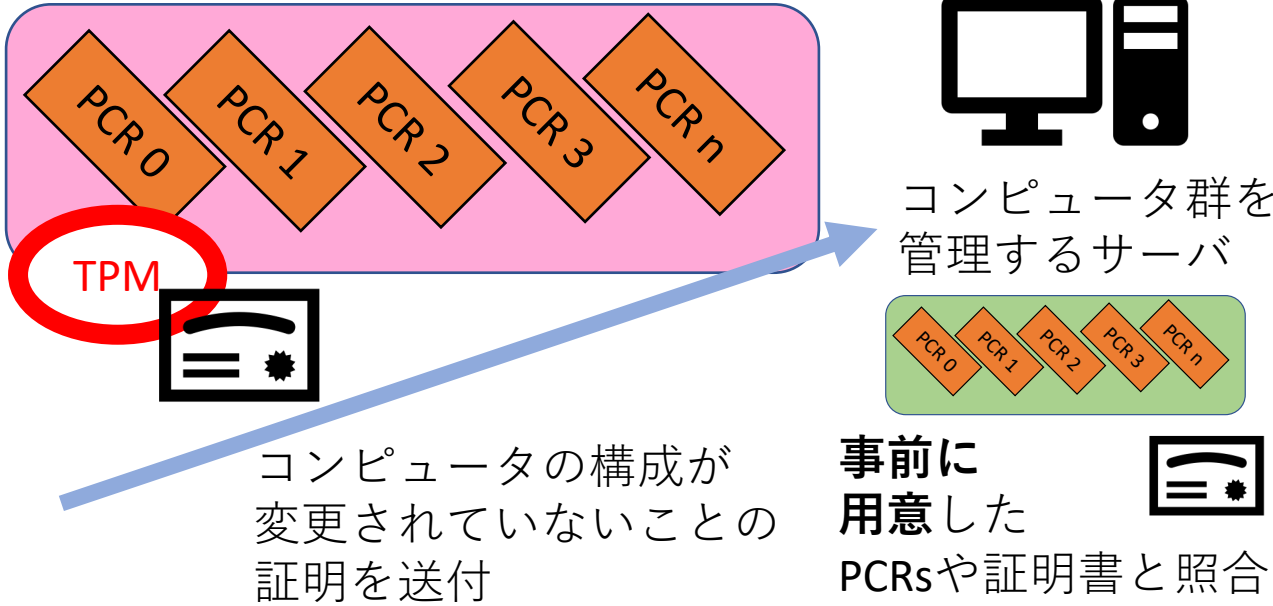 PCR 0
PCR 1
PCR 2
PCR 3
PCR n
TPM
コンピュータ群を
管理するサーバ
PCR 0
PCR 1
PCR 2
PCR 3
PCR n
コンピュータの構成が
変更されていないことの
証明を送付
事前に
用意した
PCRsや証明書と照合